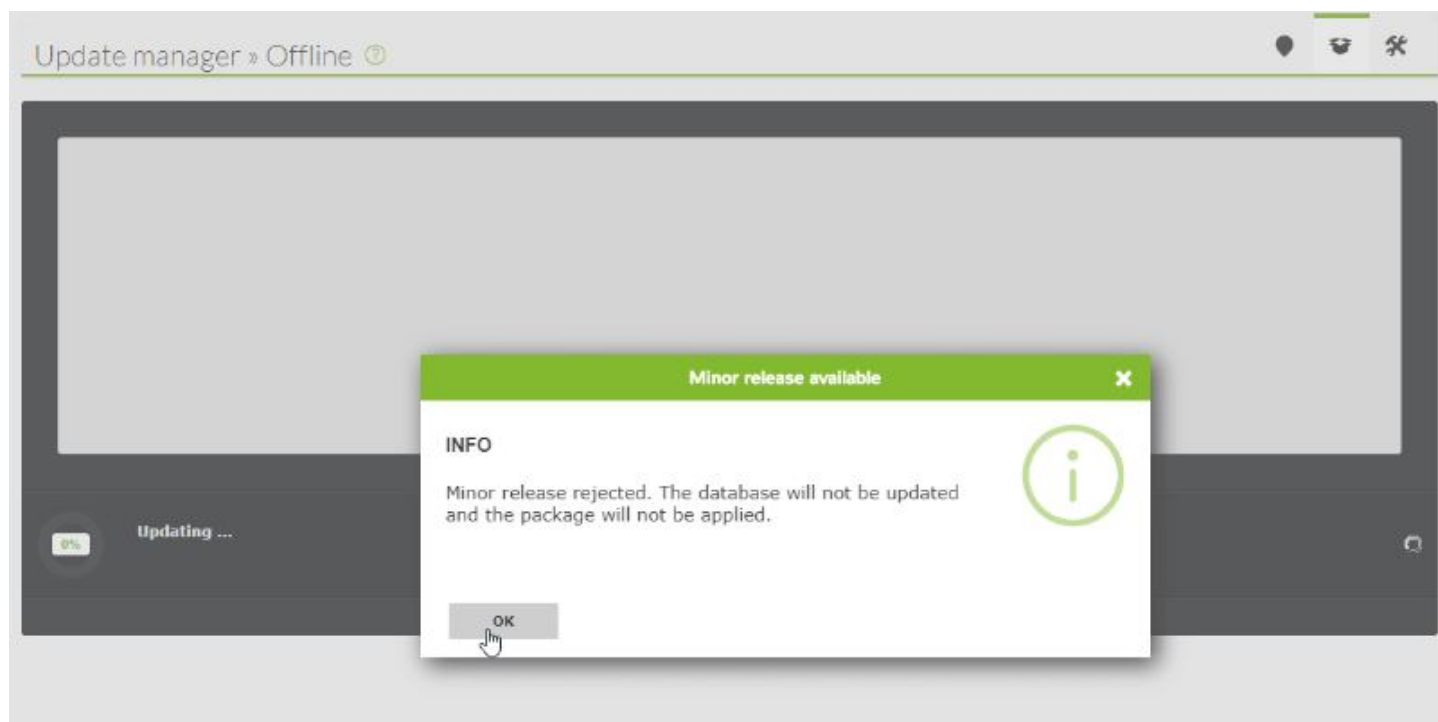 Update manager » Offline ?
Minor release available
INFO
Minor release rejected. The database will not be updated
and the package will not be applied.
0%
Updating ...
OK